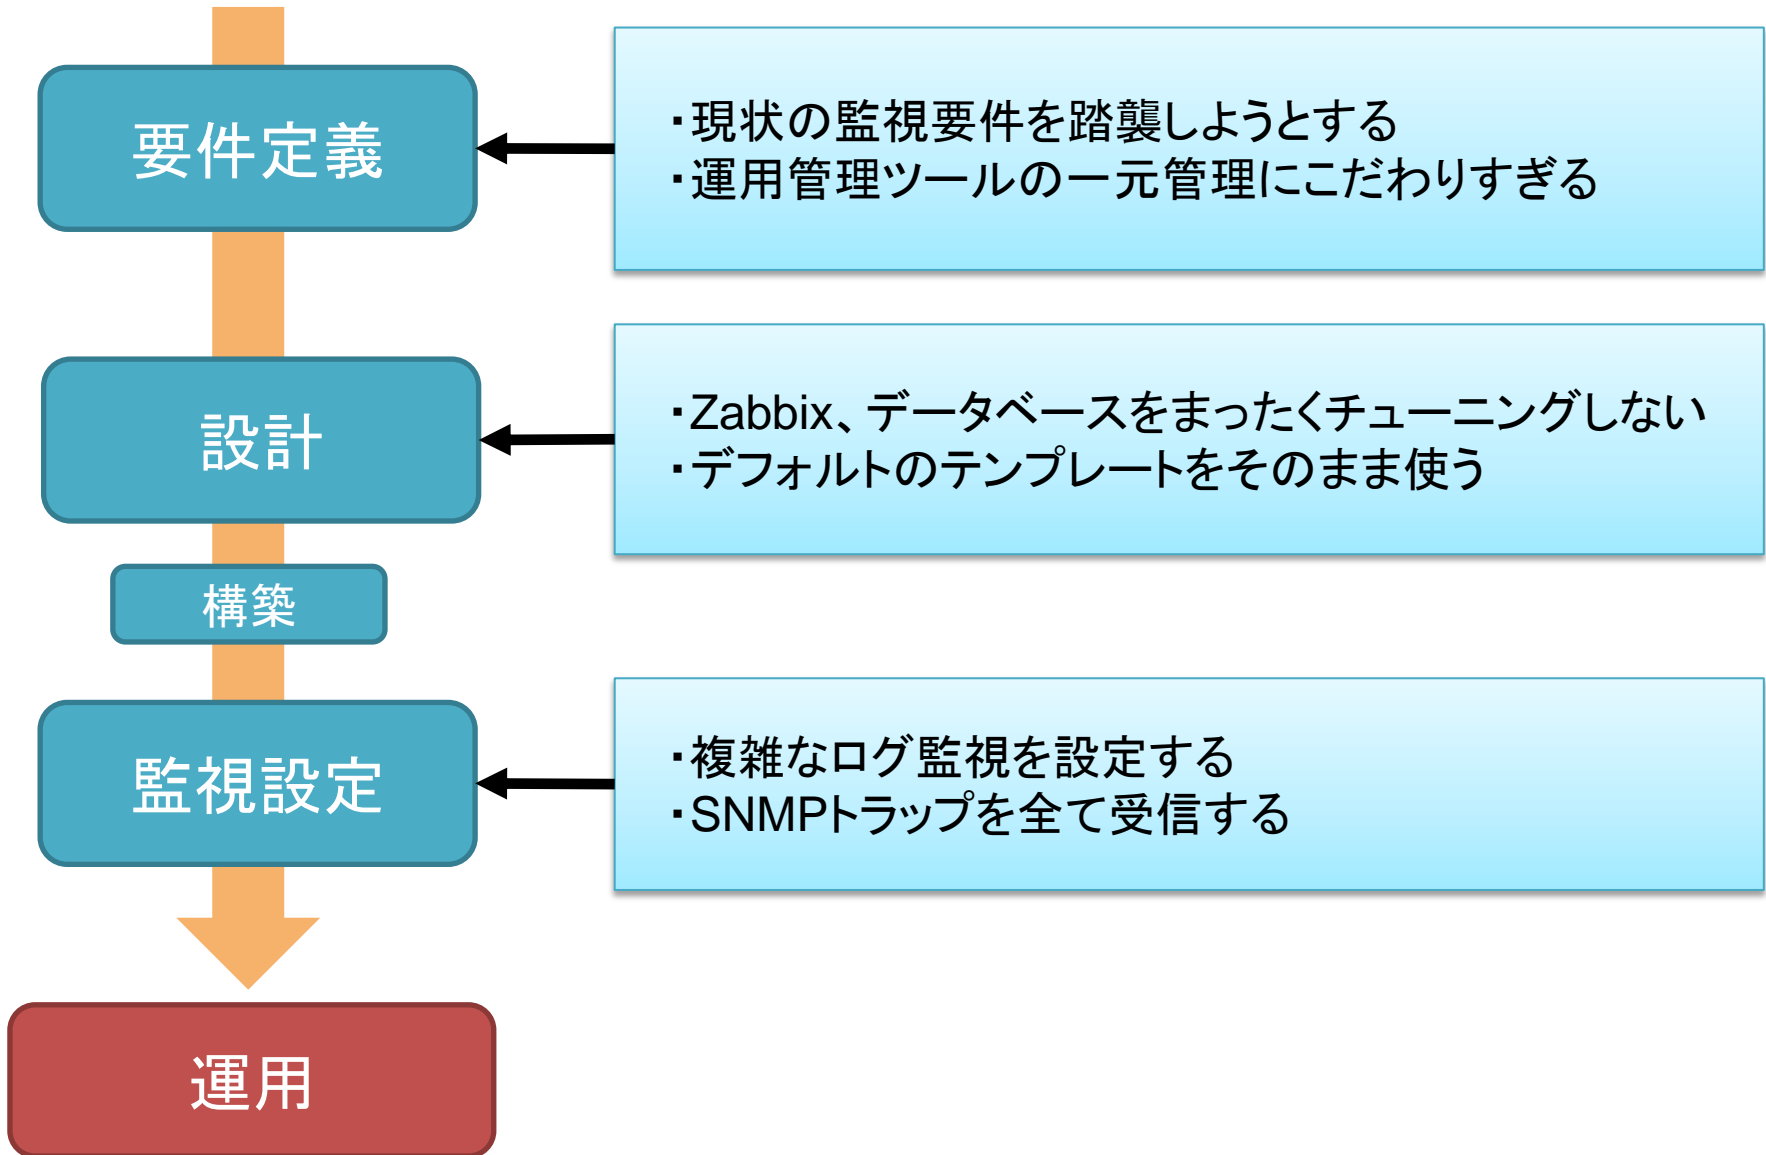 要件定義
・現状の監視要件を踏襲しようとする
・運用管理ツールの一元管理にこだわりすぎる
設計
・Zabbix、データベースをまったくチューニングしない
・デフォルトのテンプレートをそのまま使う
構築
監視設定
・複雑なログ監視を設定する
・SNMPトラップを全て受信する
運用